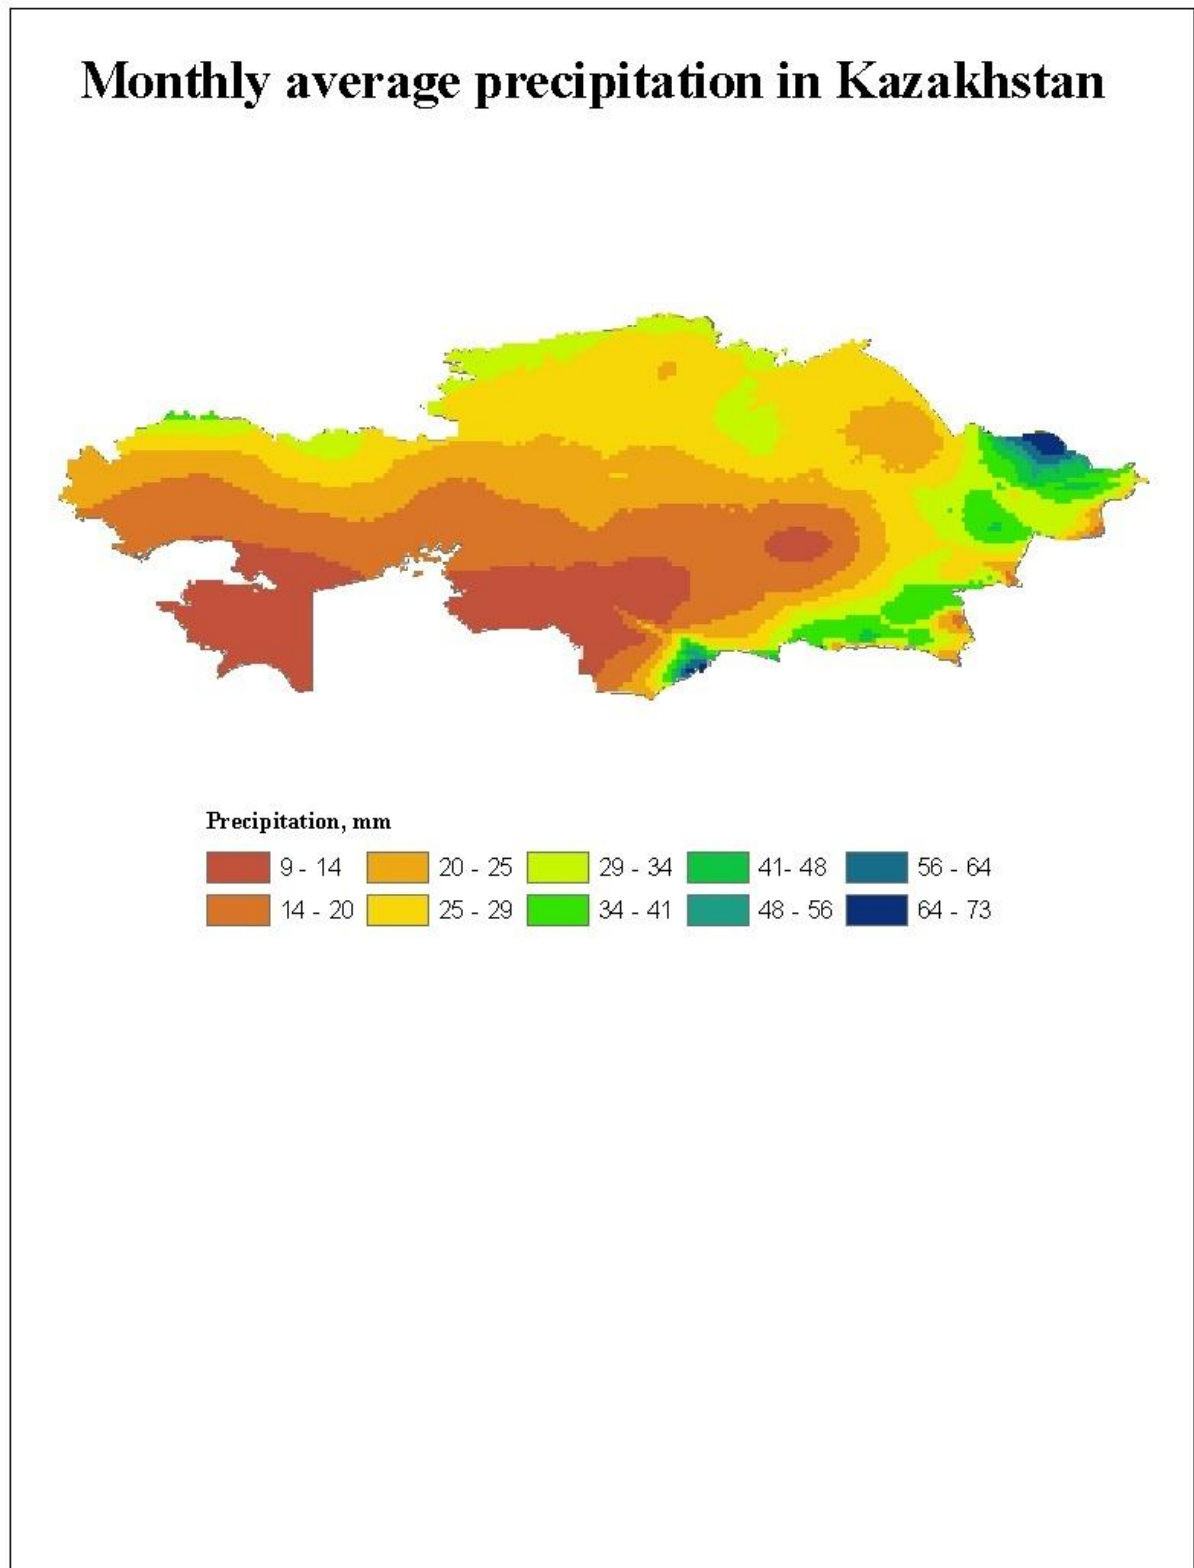 Monthly average precipitation in Kazakhstan
Precipitation, mm
9 - 14 20 - 25 29 - 34 41- 48 56 - 64
14 - 20 25 - 29 34 - 41 48 - 56 64 - 73